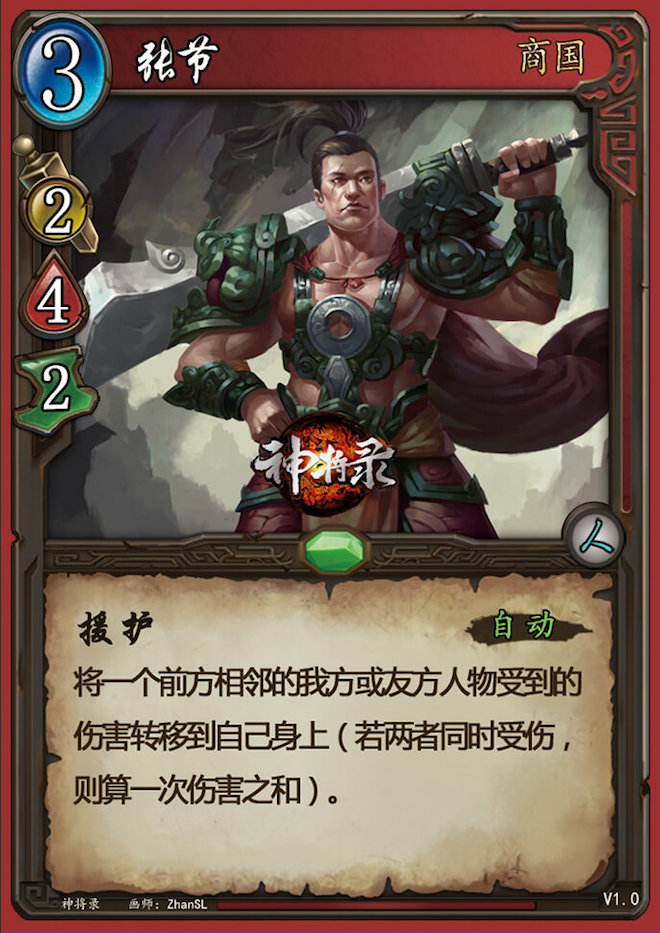 3
张节
商国
2
4
2
神将录
人
援护
自动
将一个前方相邻的我方或友方人物受到的
伤害转移到自己身上（若两者同时受伤，
则算一次伤害之和）。
神将录 画师：ZhanSL
V1.0